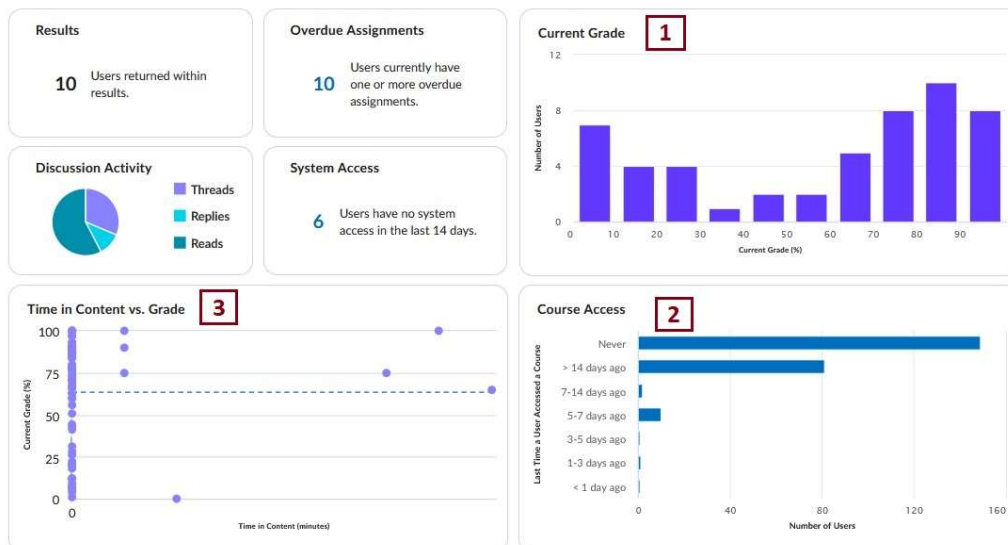 Results
10
Users returned within
results.
Overdue Assignments
10
Users currently have
one or more overdue
assignments.
Current Grade
1
Number of Users
12
8
4
0
0
10
20
30
40
50
60
70
80
90
Current Grade (%)
Discussion Activity
Threads
Replies
Reads
System Access
6
Users have no system
access in the last 14 days.
Time in Content vs. Grade
3
Current Grade (%)
100
75
50
25
0
0
Time in Content (minutes)
Course Access
2
Last Time a User Accessed a Course
Never
> 14 days ago
7-14 days ago
5-7 days ago
3-5 days ago
1-3 days ago
< 1 day ago
0
40
80
120
160
Number of Users